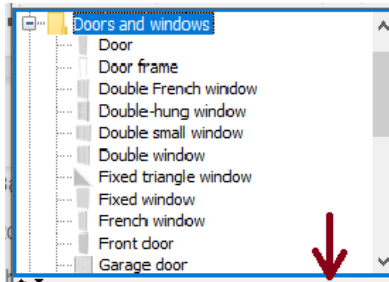 Doors and windows
Door
Door frame
Double French window
Double-hung window
Double small window
Double window
Fixed triangle window
Fixed window
French window
Front door
Garage door